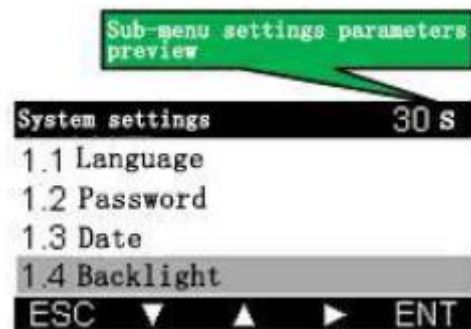 Sub-menu settings parameters
preview
System settings 30 s
1.1 Language
1.2 Password
1.3 Date
1.4 Backlight
ESC ▼ ▲ ▶ ENT